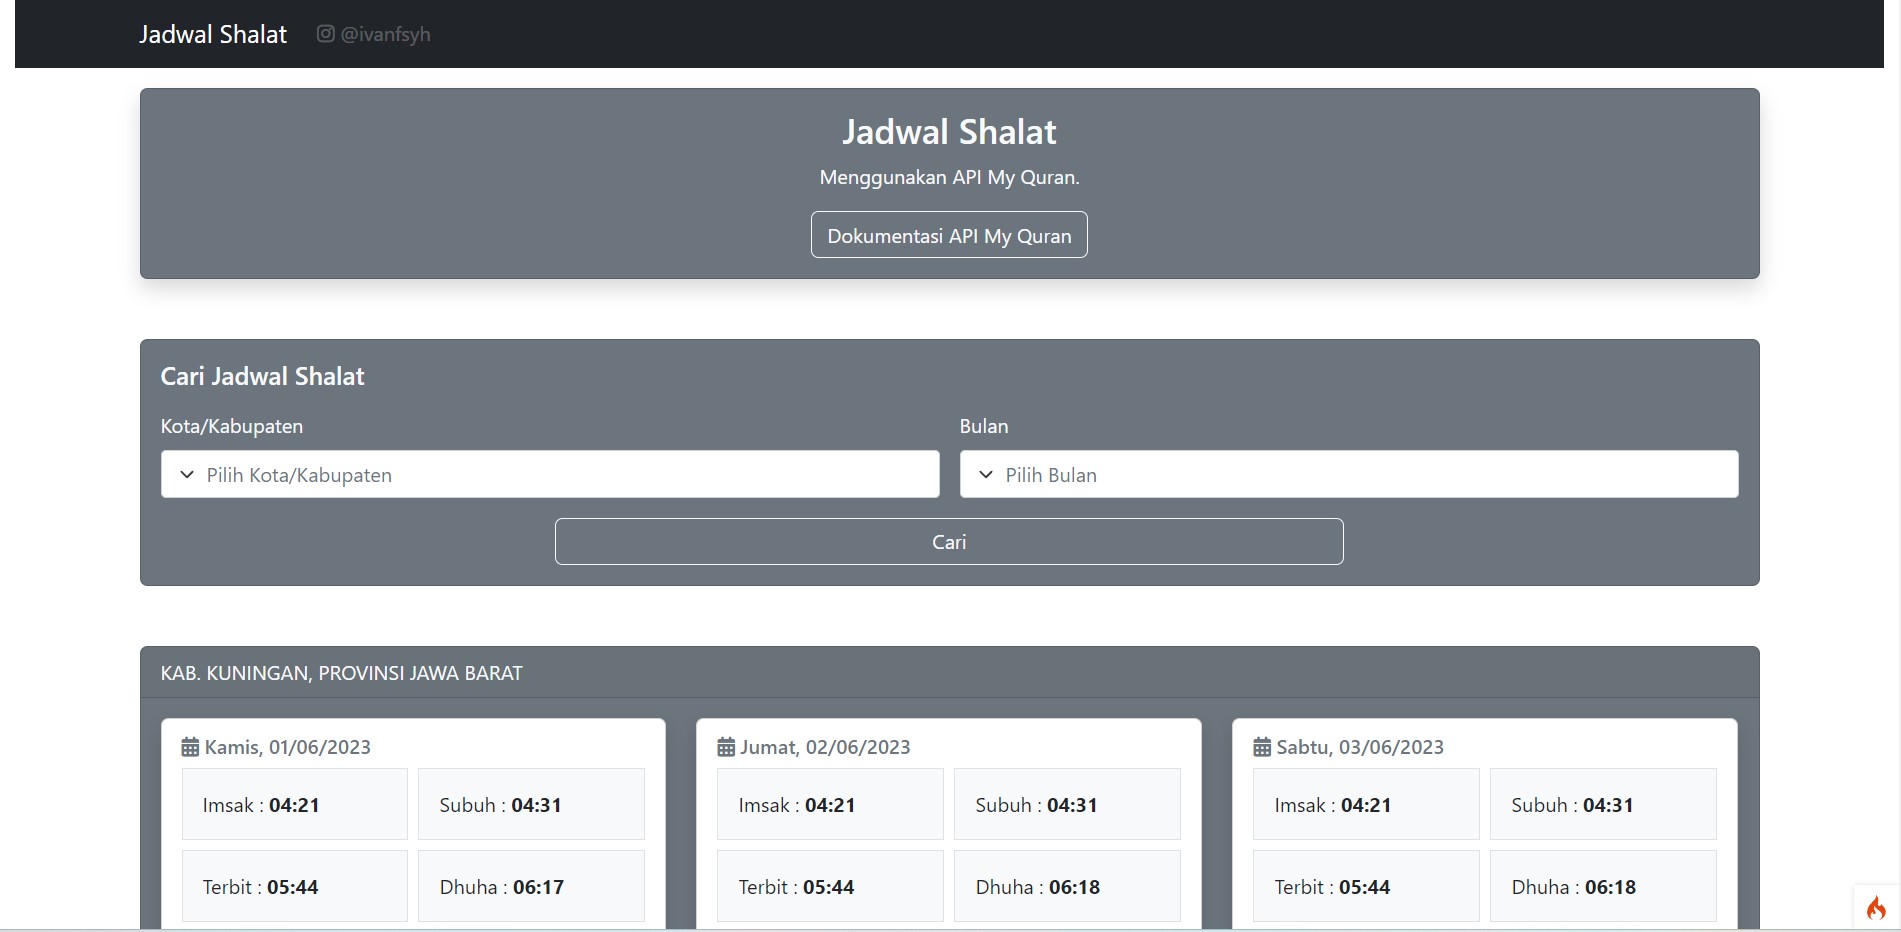 Jadwal Shalat @ivanfsyh
Jadwal Shalat
Menggunakan API My Quran.
Dokumentasi API My Quran
Cari Jadwal Shalat
Kota/Kabupaten Bulan
Pilih Kota/Kabupaten Pilih Bulan
Cari
KAB. KUNINGAN, PROVINSI JAWA BARAT
Kamis, 01/06/2023
Imsak : 04:21 Subuh : 04:31
Terbit : 05:44 Dhuha : 06:17
Jumat, 02/06/2023
Imsak : 04:21 Subuh : 04:31
Terbit : 05:44 Dhuha : 06:18
Sabtu, 03/06/2023
Imsak : 04:21 Subuh : 04:31
Terbit : 05:44 Dhuha : 06:18